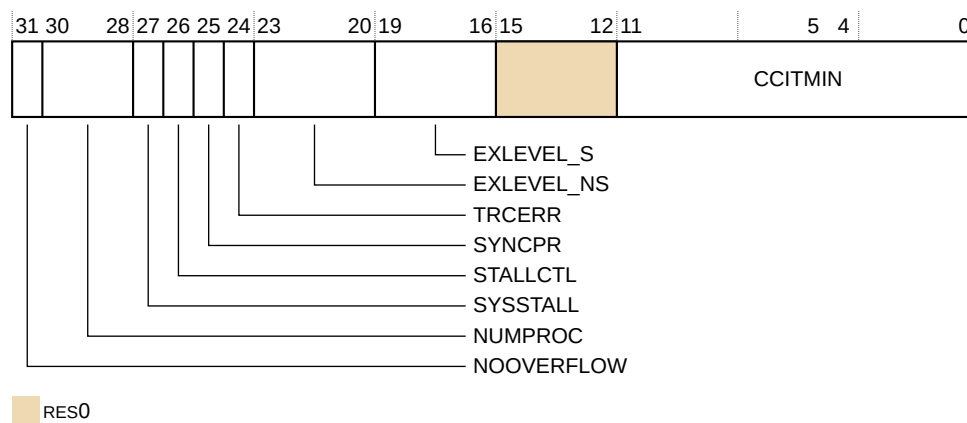 31 30 28 27 26 25 24 23 20 19 16 15 12 11 5 4 0
CCITMIN
EXLEVEL_S
EXLEVEL_NS
TRCERR
SYNCPR
STALLCTL
SYSSTALL
NUMPROC
NOOVERFLOW
RES0